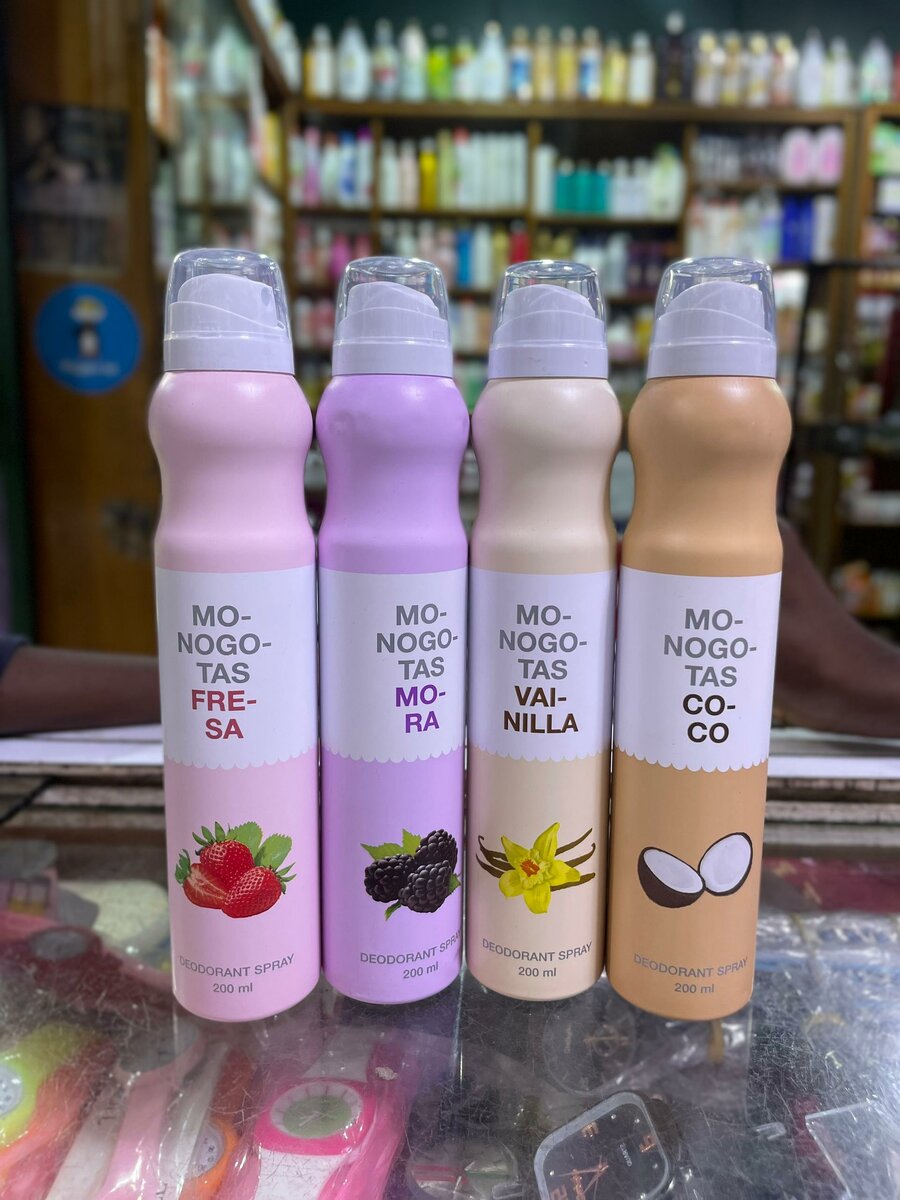 MO-
NOGO-
TAS
FRE-
SA
DEODORANT SPRAY
200 ml
MO-
NOGO-
TAS
MO-
RA
DEODORANT SPRAY
200 ml
MO-
NOGO-
TAS
VAI-
NILLA
DEODORANT SPRAY
200 ml
MO-
NOGO-
TAS
CO-
CO
DEODORANT SPRAY
200 ml